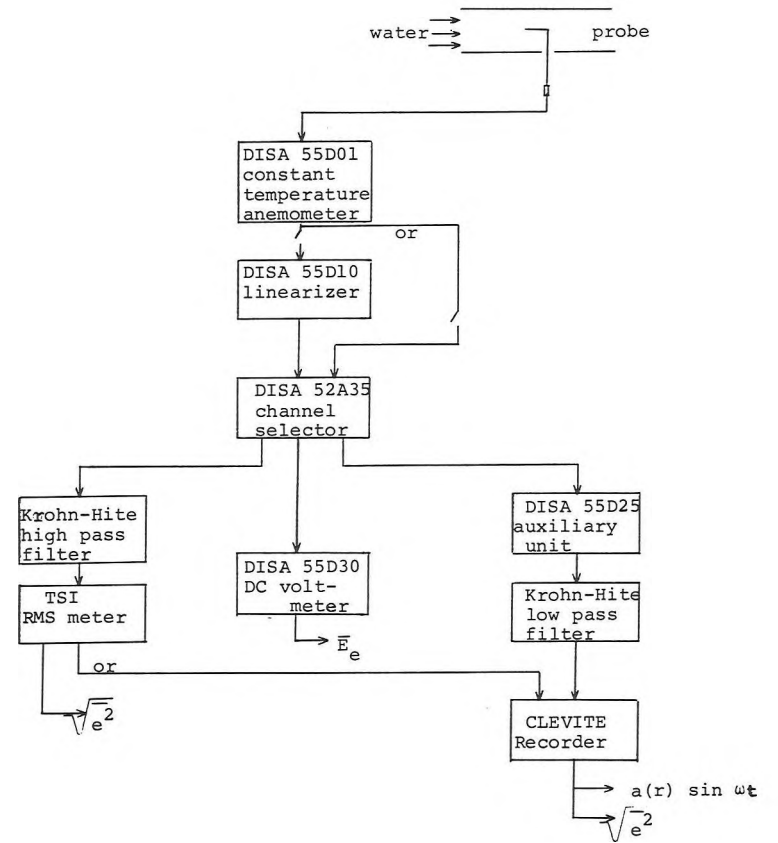 water
probe
DISA 55D01
constant
temperature
anemometer
or
DISA 55D10
linearizer
DISA 52A35
channel
selector
Krohn-Hite
high pass
filter
DISA 55D25
auxiliary
unit
DISA 55D30
DC volt-
meter
TSI
RMS meter
Krohn-Hite
low pass
filter
E̅e
or
√e̅²
CLEVITE
Recorder
a(r) sin ωt
√e̅²